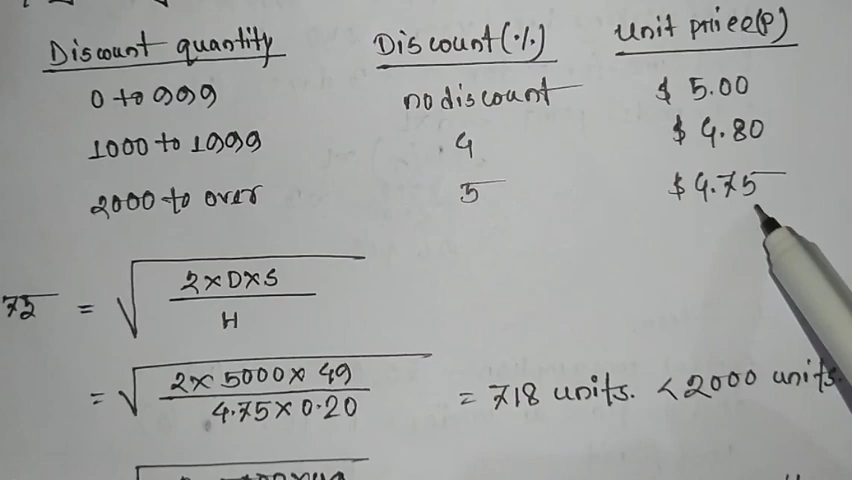 Discount quantity Discount (%) Unit price(P)
0 to 999 no discount $ 5.00
1000 to 1999 4 $ 4.80
2000 to over 5 $ 4.75
75 = √(2×D×S / H)
= √(2× 5000× 49 / 4.75×0.20) = 718 units. <2000 units.